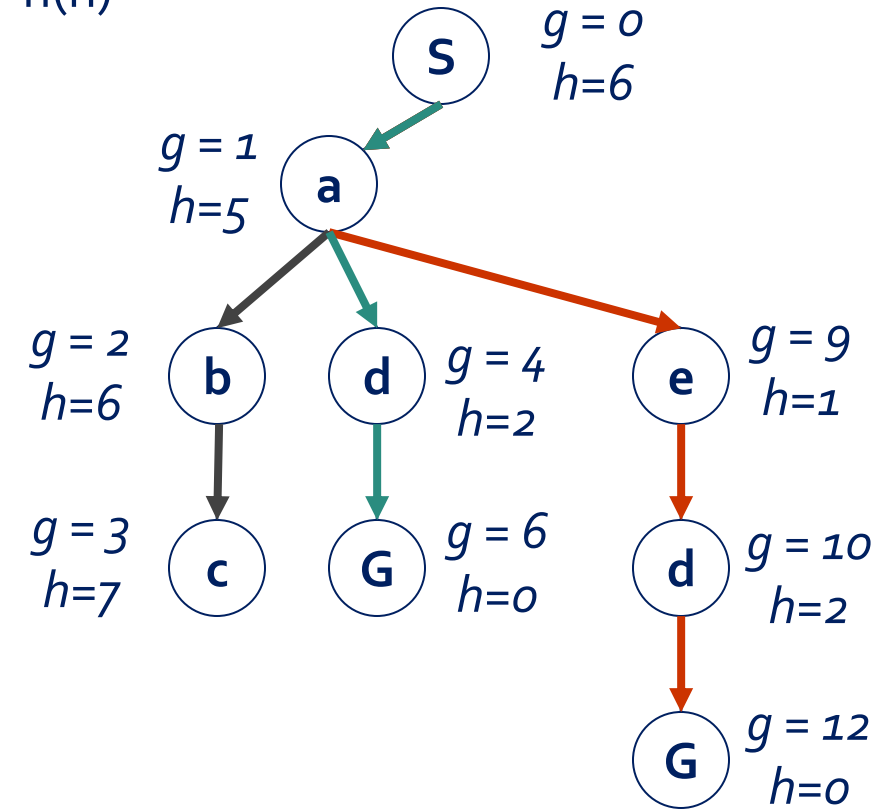 h(n)
S
g = 0
h=6
g = 1
h=5
a
g = 2
h=6
b
d
g = 4
h=2
e
g = 9
h=1
g = 3
h=7
c
G
g = 6
h=0
d
g = 10
h=2
G
g = 12
h=0